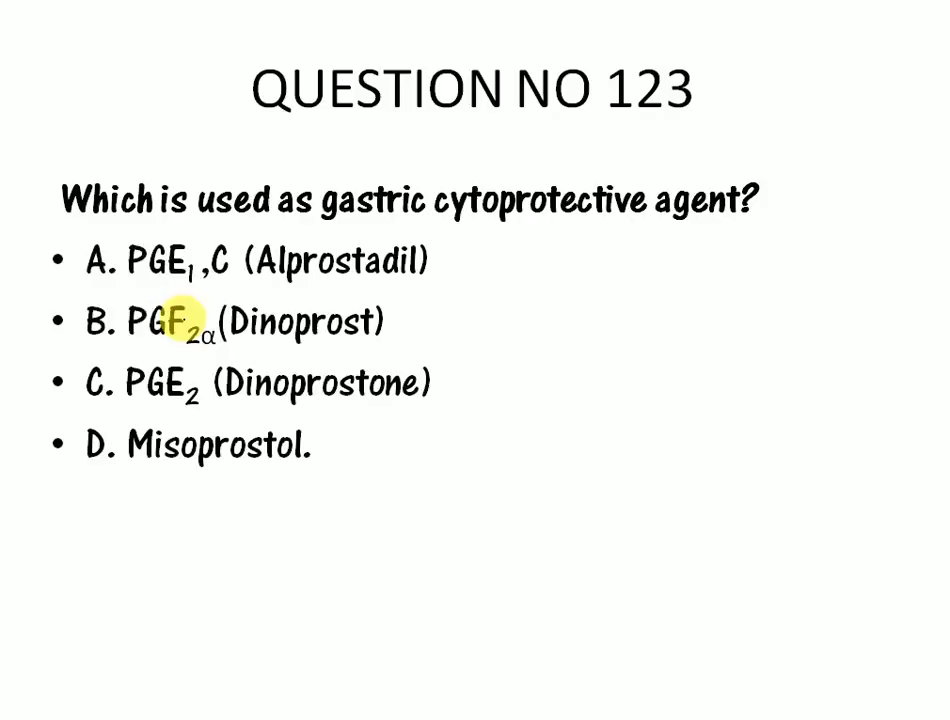 QUESTION NO 123
Which is used as gastric cytoprotective agent?
• A. PGE₁,C (Alprostadil)
• B. PGF₂α(Dinoprost)
• C. PGE₂ (Dinoprostone)
• D. Misoprostol.